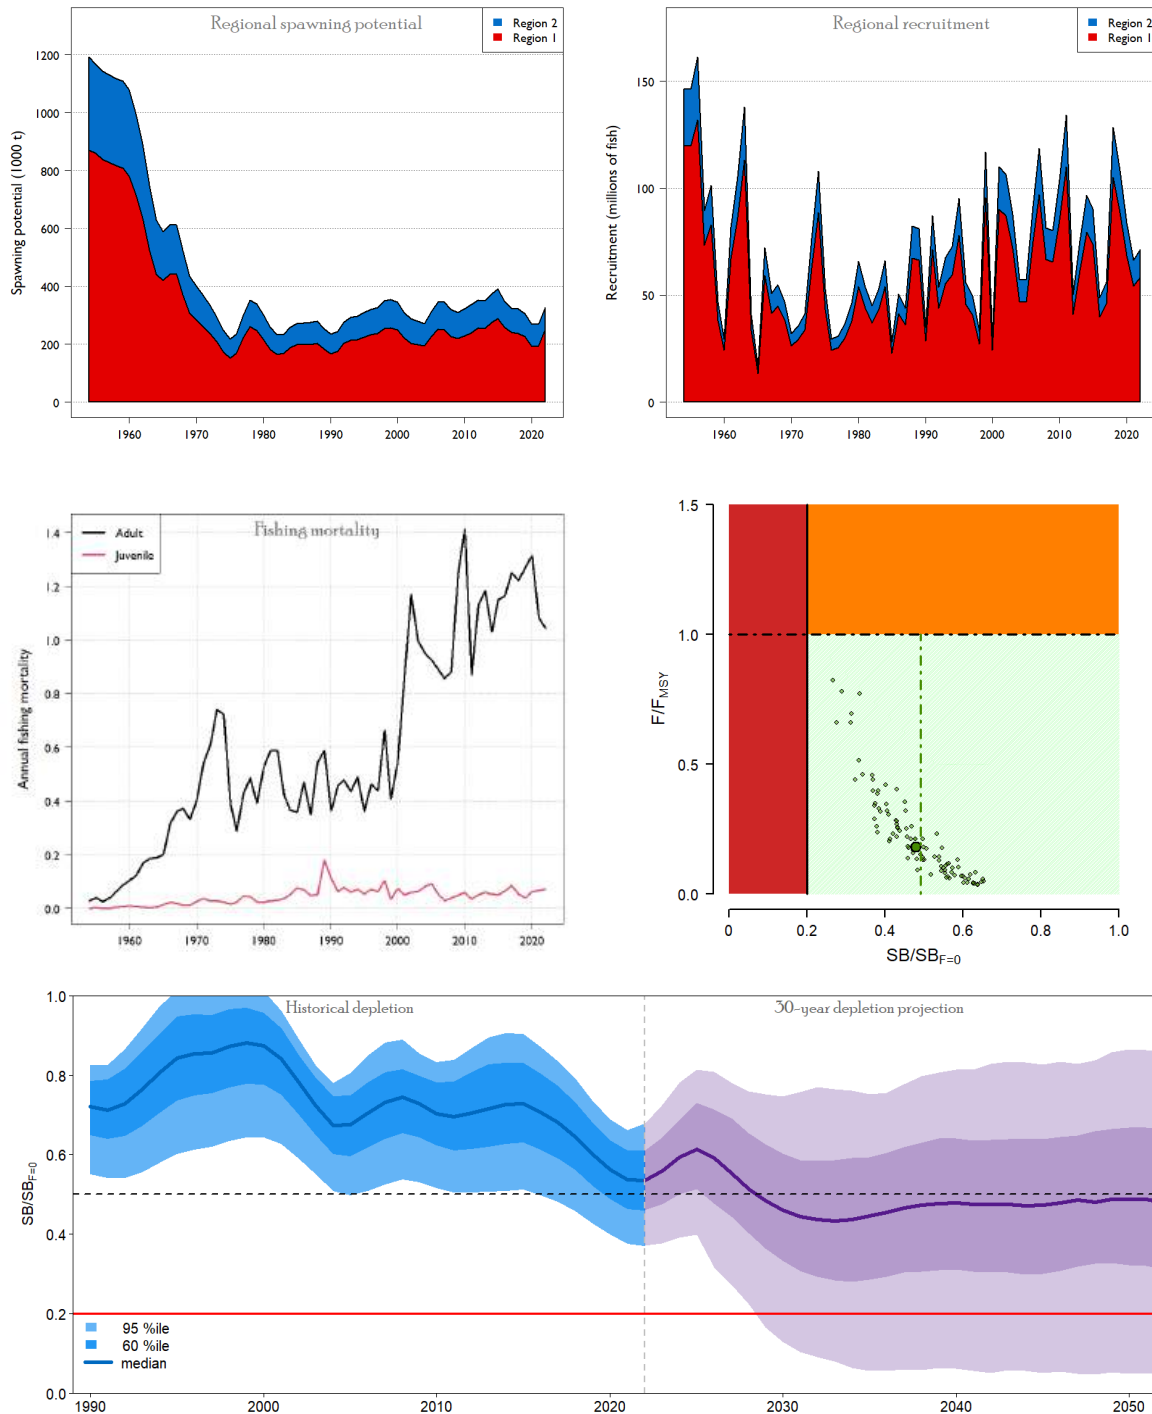 Regional spawning potential
Region 2
Region 1
Spawning potential (1000 t)
1200
1000
800
600
400
200
0
1960 1970 1980 1990 2000 2010 2020
Regional recruitment
Region 2
Region 1
Recruitment (millions of fish)
150
100
50
0
1960 1970 1980 1990 2000 2010 2020
Fishing mortality
Adult
Juvenile
Annual fishing mortality
1.4
1.2
1.0
0.8
0.6
0.4
0.2
0.0
1960 1970 1980 1990 2000 2010 2020
F/FMSY
1.5
1.0
0.5
0.0
0 0.2 0.4 0.6 0.8 1.0
SB/SBF=0
Historical depletion
30-year depletion projection
SB/SBF=0
1.0
0.8
0.6
0.4
0.2
0.0
95 %ile
60 %ile
median
1990 2000 2010 2020 2030 2040 2050